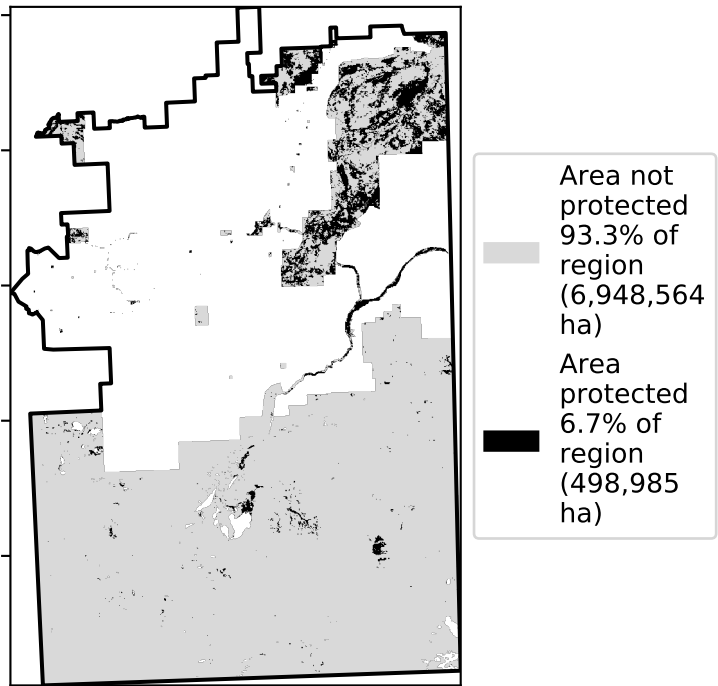 Area not
protected
93.3% of
region
(6,948,564
ha)
Area
protected
6.7% of
region
(498,985
ha)